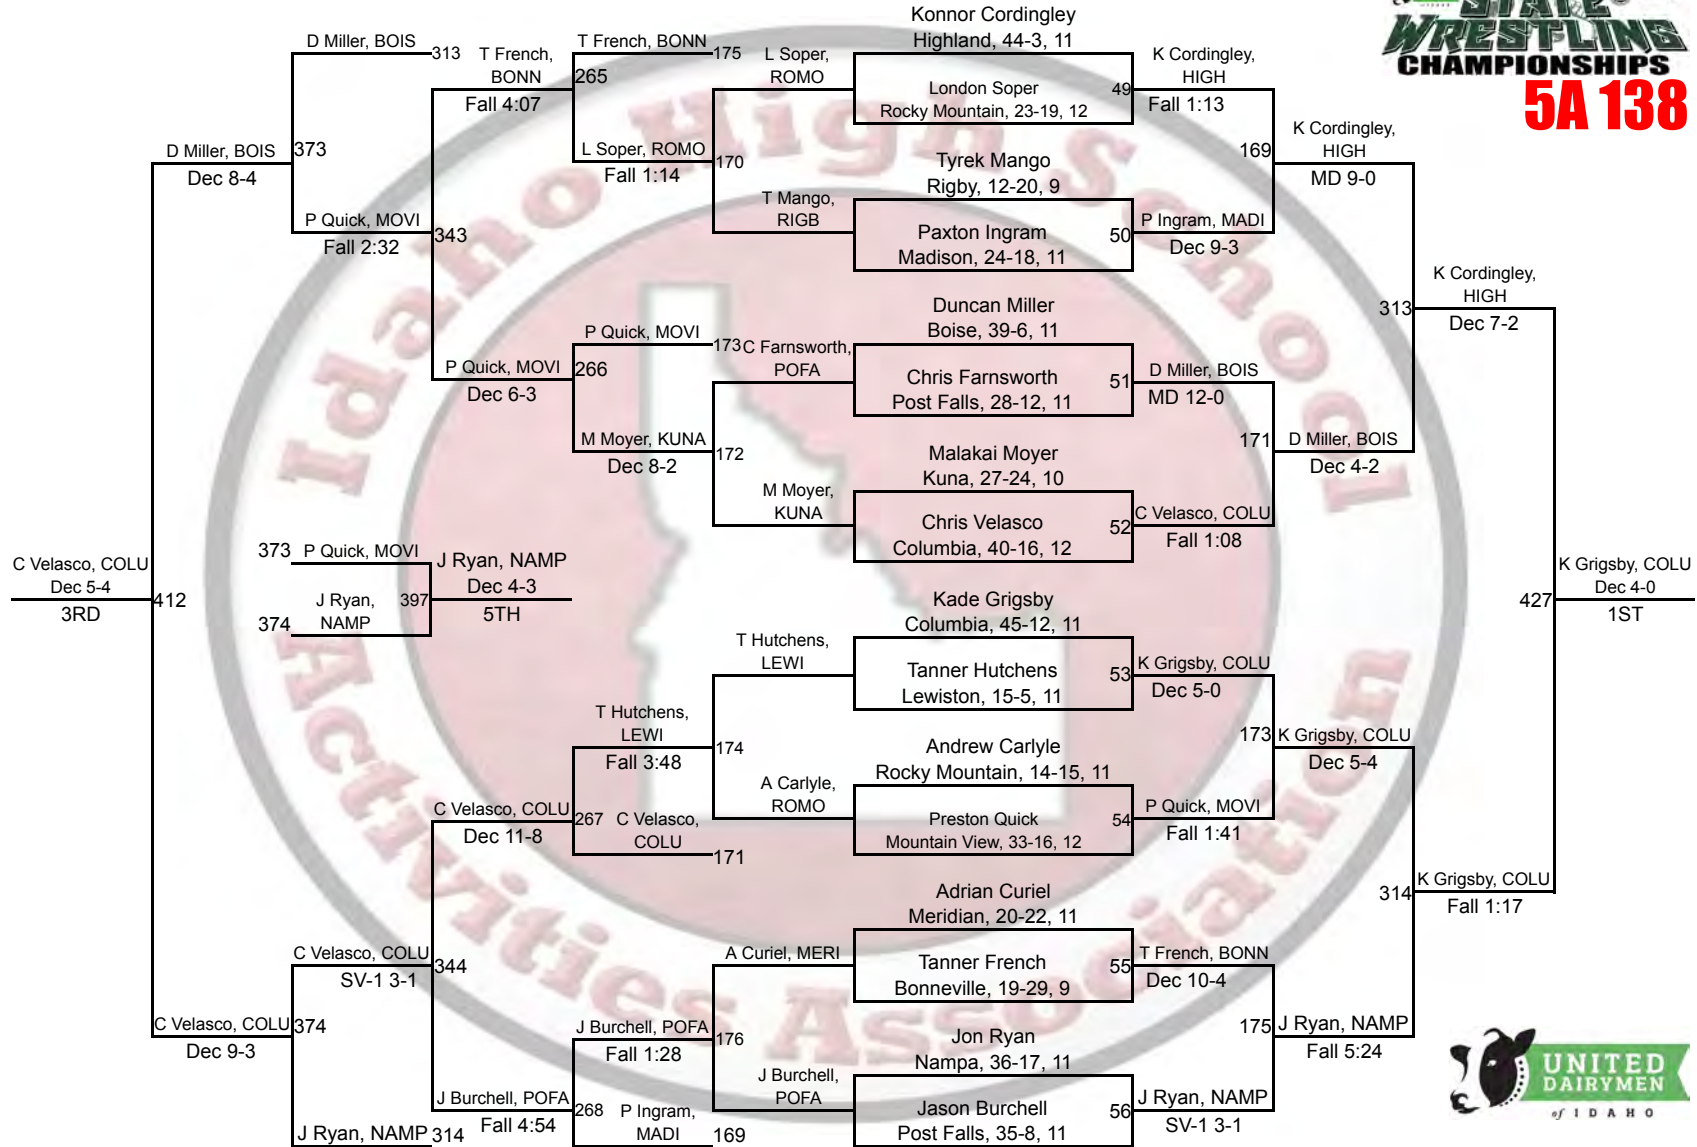 STATE
WRESTLING
CHAMPIONSHIPS
5A 138
Idaho High School
Activities Association
D Miller, BOIS
313
T French,
BONN
Fall 4:07
T French, BONN
175
265
L Soper,
ROMO
Konnor Cordingley
Highland, 44-3, 11
London Soper
Rocky Mountain, 23-19, 12
49
K Cordingley,
HIGH
Fall 1:13
D Miller, BOIS
Dec 8-4
373
L Soper, ROMO
Fall 1:14
170
Tyrek Mango
Rigby, 12-20, 9
169
K Cordingley,
HIGH
MD 9-0
P Quick, MOVI
Fall 2:32
343
T Mango,
RIGB
Paxton Ingram
Madison, 24-18, 11
50
P Ingram, MADI
Dec 9-3
K Cordingley,
HIGH
Dec 7-2
313
Duncan Miller
Boise, 39-6, 11
P Quick, MOVI
173
P Quick, MOVI
Dec 6-3
266
C Farnsworth,
POFA
Chris Farnsworth
Post Falls, 28-12, 11
51
D Miller, BOIS
MD 12-0
M Moyer, KUNA
Dec 8-2
172
Malakai Moyer
Kuna, 27-24, 10
171
D Miller, BOIS
Dec 4-2
M Moyer,
KUNA
Chris Velasco
Columbia, 40-16, 12
52
C Velasco, COLU
Fall 1:08
C Velasco, COLU
Dec 5-4
3RD
412
373
P Quick, MOVI
J Ryan, NAMP
Dec 4-3
5TH
397
374
J Ryan,
NAMP
K Grigsby, COLU
Dec 4-0
1ST
427
Kade Grigsby
Columbia, 45-12, 11
T Hutchens,
LEWI
Tanner Hutchens
Lewiston, 15-5, 11
53
K Grigsby, COLU
Dec 5-0
T Hutchens,
LEWI
Fall 3:48
174
Andrew Carlyle
Rocky Mountain, 14-15, 11
173
K Grigsby, COLU
Dec 5-4
A Carlyle,
ROMO
Preston Quick
Mountain View, 33-16, 12
54
P Quick, MOVI
Fall 1:41
C Velasco, COLU
Dec 11-8
267
C Velasco,
COLU
171
Adrian Curiel
Meridian, 20-22, 11
314
K Grigsby, COLU
Fall 1:17
C Velasco, COLU
SV-1 3-1
344
A Curiel, MERI
Tanner French
Bonneville, 19-29, 9
55
T French, BONN
Dec 10-4
C Velasco, COLU
Dec 9-3
374
J Burchell, POFA
Fall 1:28
176
Jon Ryan
Nampa, 36-17, 11
175
J Ryan, NAMP
Fall 5:24
J Burchell,
POFA
Jason Burchell
Post Falls, 35-8, 11
56
J Ryan, NAMP
SV-1 3-1
J Burchell, POFA
Fall 4:54
268
P Ingram,
MADI
169
J Ryan, NAMP
314
UNITED
DAIRYMEN
of IDAHO